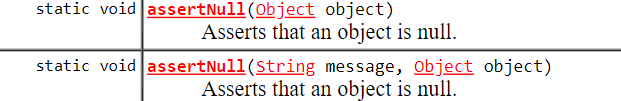 static void assertNull(Object object)
Asserts that an object is null.
static void assertNull(String message, Object object)
Asserts that an object is null.